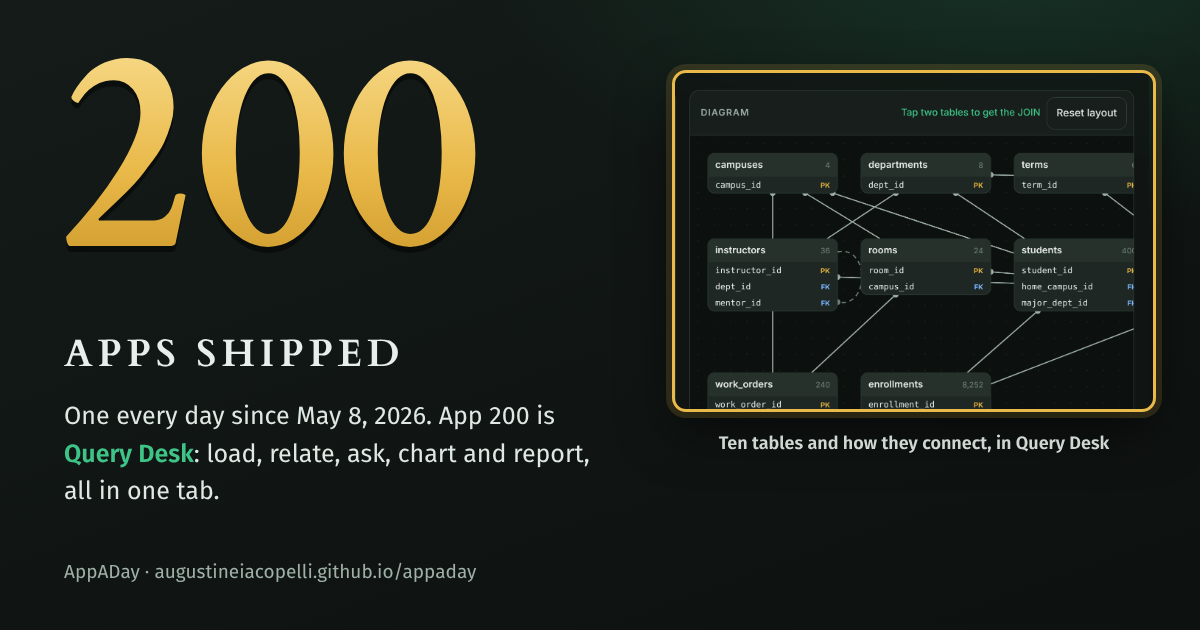 200
APPS SHIPPED
One every day since May 8, 2026. App 200 is
Query Desk: load, relate, ask, chart and report,
all in one tab.
AppADay · augustineiacopelli.github.io/appaday
DIAGRAM
Tap two tables to get the JOIN
Reset layout
campuses 4
campus_id PK
departments 8
dept_id PK
terms
term_id
instructors 36
instructor_id PK
dept_id FK
mentor_id FK
rooms 24
room_id PK
campus_id FK
students 400
student_id PK
home_campus_id FK
major_dept_id FK
work_orders 240
work_order_id PK
enrollments 8,252
enrollment_id PK
Ten tables and how they connect, in Query Desk